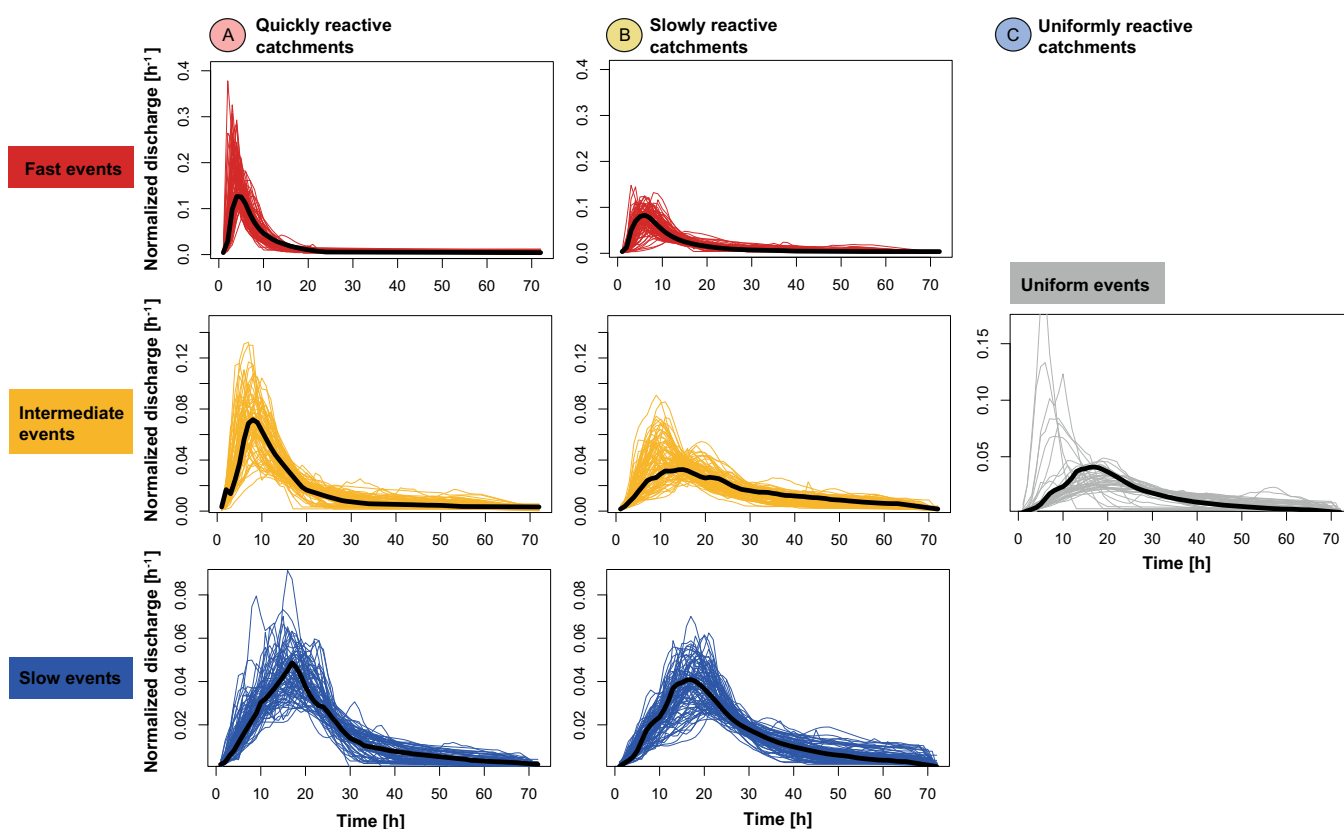 A
Quickly reactive
catchments
B
Slowly reactive
catchments
C
Uniformly reactive
catchments
Fast events
Normalized discharge [h-1]
0.0 0.1 0.2 0.3 0.4
0 10 20 30 40 50 60 70
0.0 0.1 0.2 0.3 0.4
0 10 20 30 40 50 60 70
Intermediate
events
Normalized discharge [h-1]
0.00 0.04 0.08 0.12
0 10 20 30 40 50 60 70
0.00 0.04 0.08 0.12
0 10 20 30 40 50 60 70
Uniform events
0.05 0.10 0.15
0 10 20 30 40 50 60 70
Time [h]
Slow events
Normalized discharge [h-1]
0.02 0.04 0.06 0.08
0 10 20 30 40 50 60 70
Time [h]
0.02 0.04 0.06 0.08
0 10 20 30 40 50 60 70
Time [h]